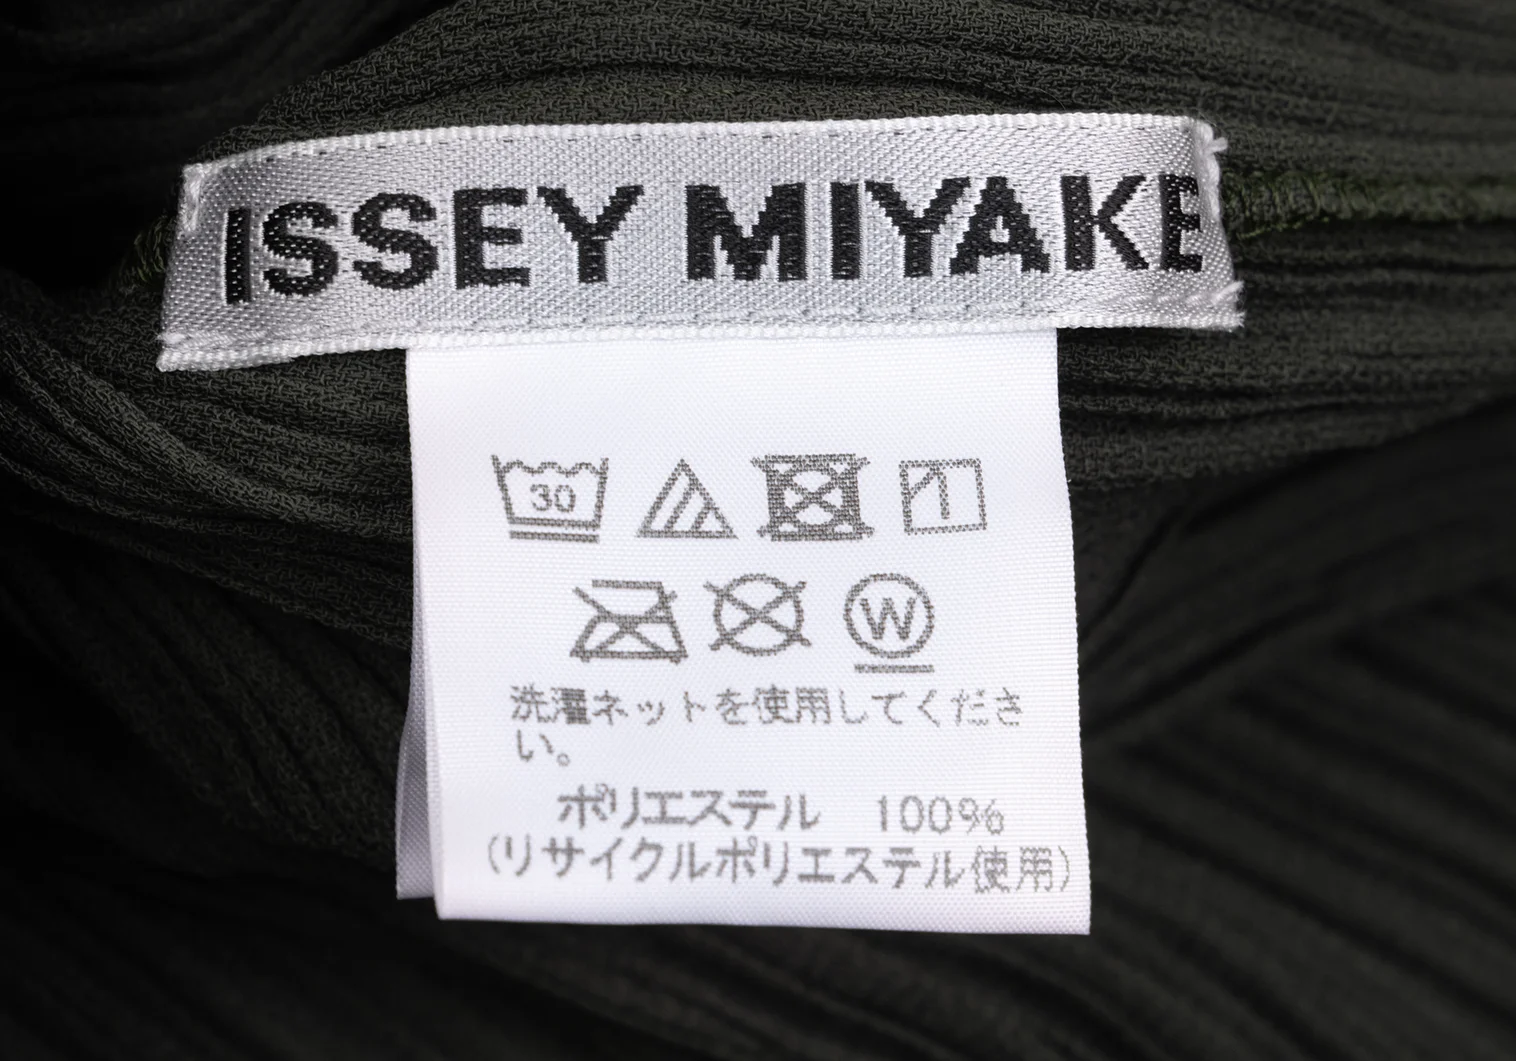 ISSEY MIYAKE
30
W
洗濯ネットを使用してくださ
い。
ポリエステル 100%
(リサイクルポリエステル使用)